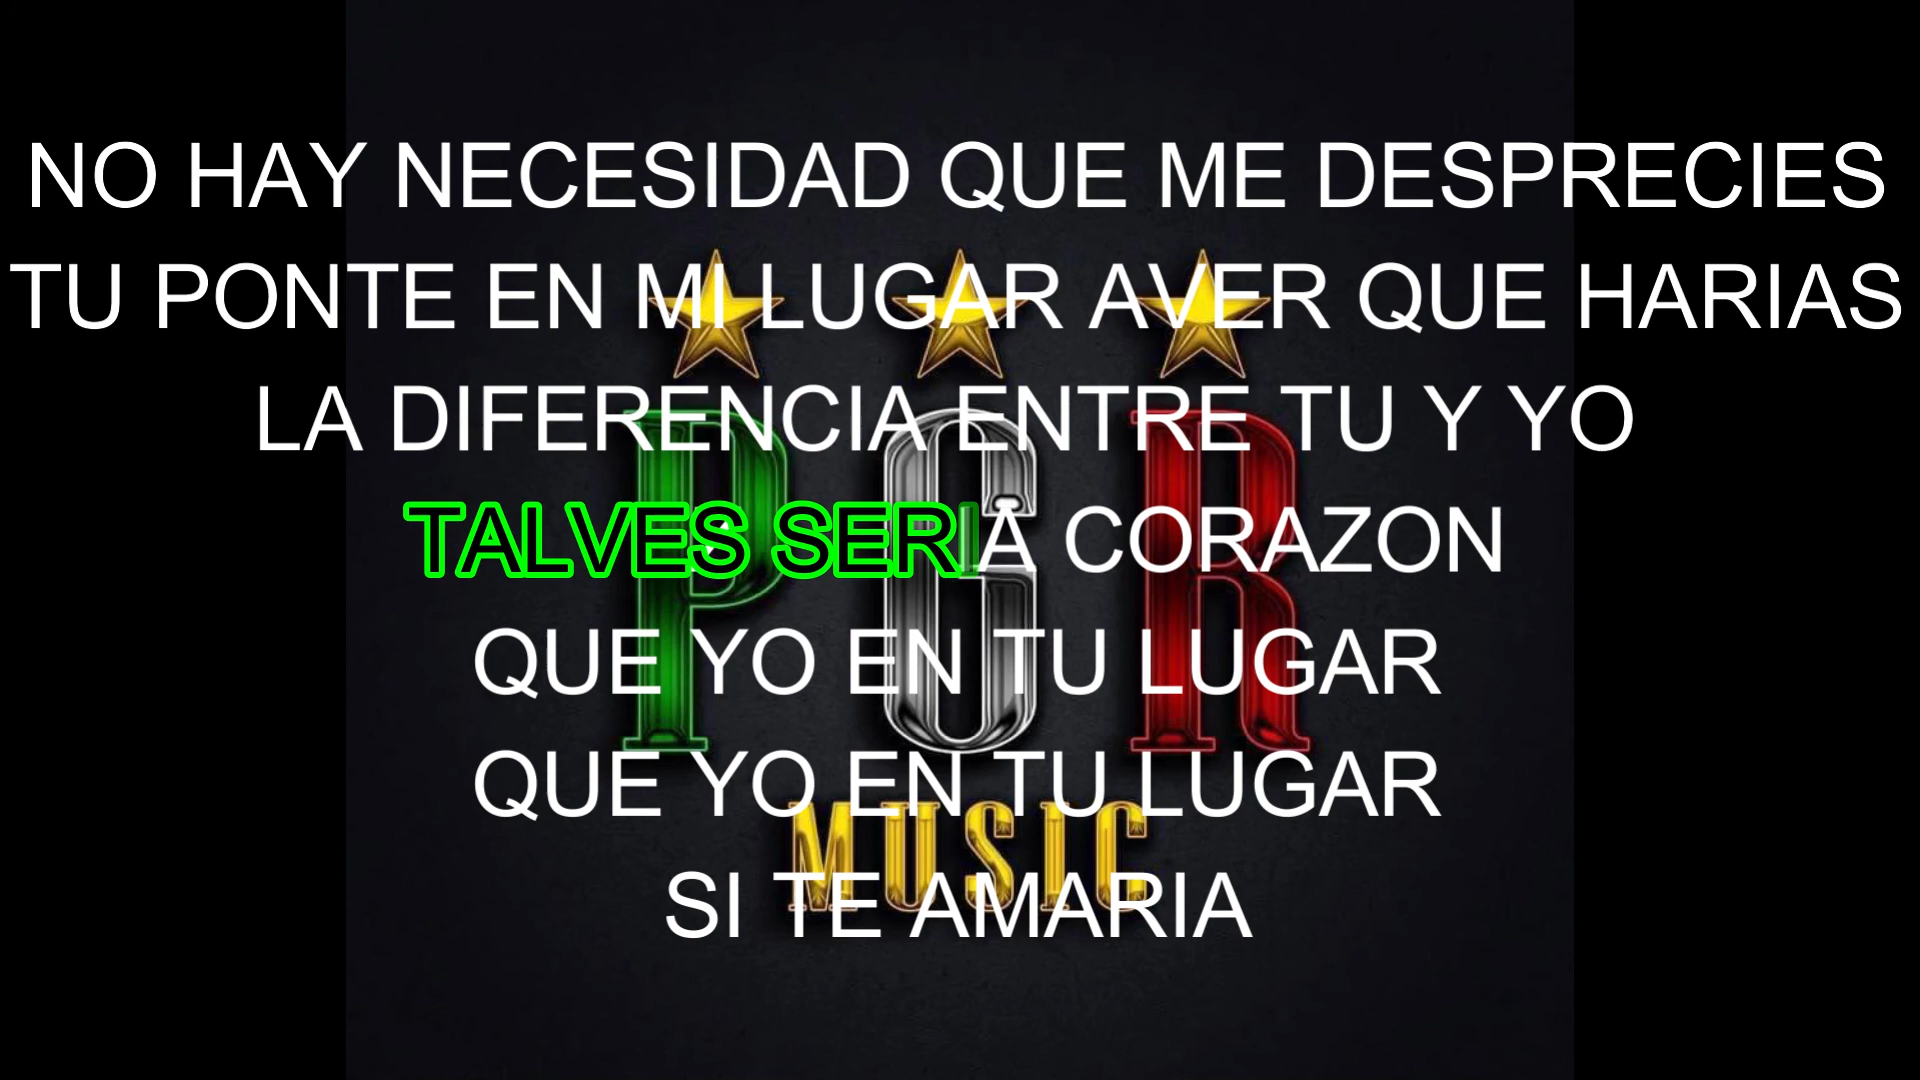 NO HAY NECESIDAD QUE ME DESPRECIES
TU PONTE EN MI LUGAR AVER QUE HARIAS
LA DIFERENCIA ENTRE TU Y YO
TALVES SERIA CORAZON
QUE YO EN TU LUGAR
QUE YO EN TU LUGAR
SI TE AMARIA
PGR
MUSIC